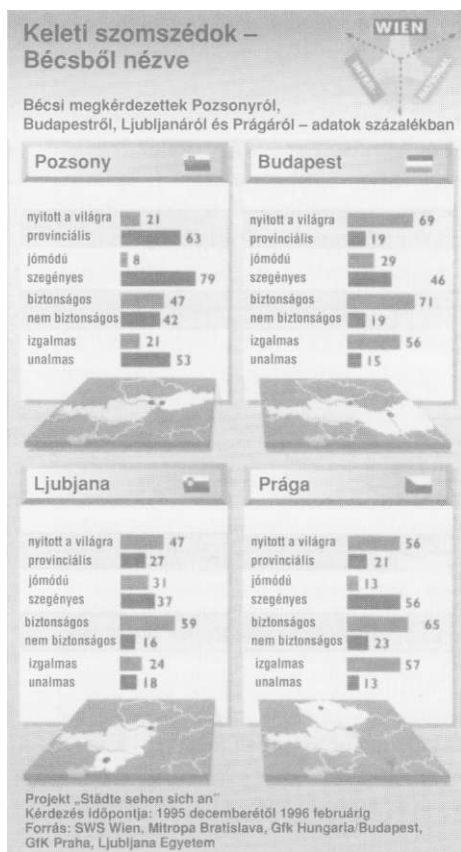 Keleti szomszédok –
Bécsből nézve
WIEN
Bécsi megkérdezettek Pozsonyról,
Budapestről, Ljubljanáról és Prágáról – adatok százalékban
Pozsony
nyitott a világra 21
provinciális 63
jómódú 8
szegényes 79
biztonságos 47
nem biztonságos 42
izgalmas 21
unalmas 53
Budapest
nyitott a világra 69
provinciális 19
jómódú 29
szegényes 46
biztonságos 71
nem biztonságos 19
izgalmas 56
unalmas 15
Ljubjana
nyitott a világra 47
provinciális 27
jómódú 31
szegényes 37
biztonságos 59
nem biztonságos 16
izgalmas 24
unalmas 18
Prága
nyitott a világra 56
provinciális 21
jómódú 13
szegényes 56
biztonságos 65
nem biztonságos 23
izgalmas 57
unalmas 13
Projekt „Städte sehen sich an"
Kérdezés időpontja: 1995 decemberétől 1996 februárig
Forrás: SWS Wien, Mitropa Bratislava, Gfk Hungaria/Budapest,
GfK Praha, Ljubljana Egyetem